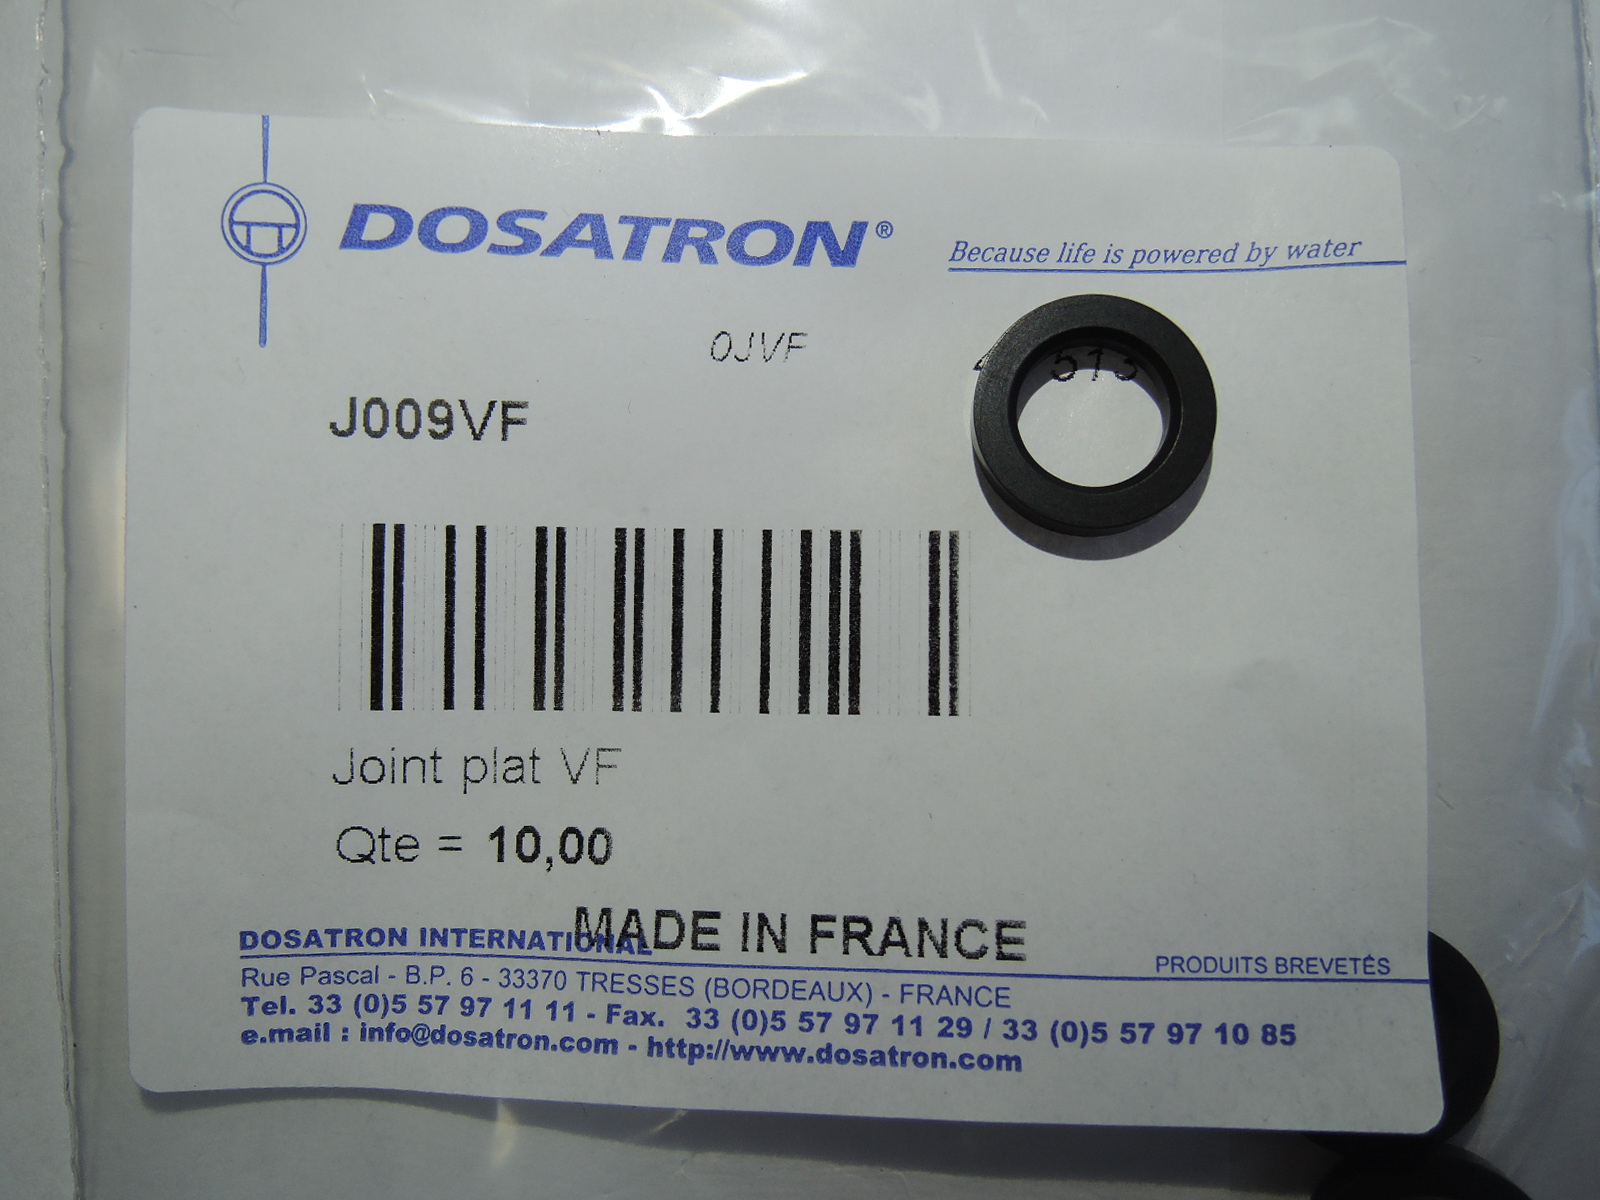 DOSATRON®
Because life is powered by water
0JVF
J009VF
Joint plat VF
Qte = 10,00
MADE IN FRANCE
DOSATRON INTERNATIONAL
PRODUITS BREVETÉS
Rue Pascal - B.P. 6 - 33370 TRESSES (BORDEAUX) - FRANCE
Tel. 33 (0)5 57 97 11 11 - Fax. 33 (0)5 57 97 11 29 / 33 (0)5 57 97 10 85
e.mail : info@dosatron.com - http://www.dosatron.com